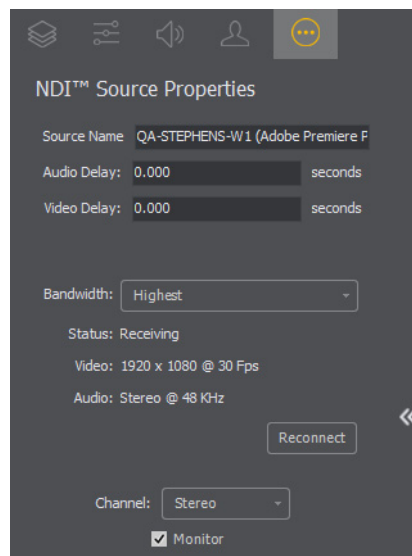 NDI™ Source Properties
Source Name QA-STEPHENS-W1 (Adobe Premiere P
Audio Delay: 0.000 seconds
Video Delay: 0.000 seconds
Bandwidth: Highest
Status: Receiving
Video: 1920 x 1080 @ 30 Fps
Audio: Stereo @ 48 KHz
Reconnect
Channel: Stereo
Monitor